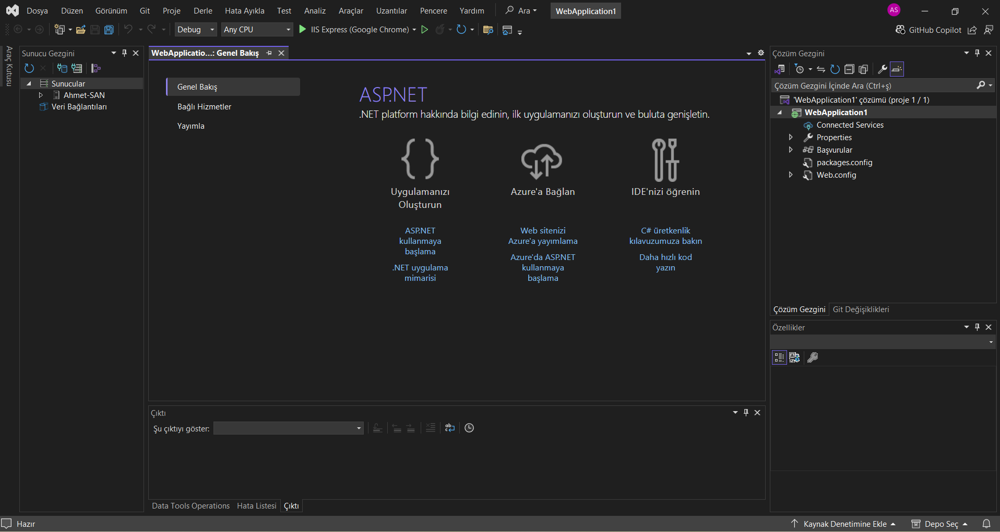 Dosya Düzen Görünüm Git Proje Derle Hata Ayıkla Test Analiz Araçlar Uzantılar Pencere Yardım Ara WebApplication1 AS
Debug Any CPU IIS Express (Google Chrome) GitHub Copilot
Araç Kutusu
Sunucu Gezgini
Sunucular
Ahmet-SAN
Veri Bağlantıları
WebApplicatio...: Genel Bakış
Genel Bakış
Bağlı Hizmetler
Yayımla
ASP.NET
.NET platform hakkında bilgi edinin, ilk uygulamanızı oluşturun ve buluta genişletin.
Uygulamanızı
Oluşturun
ASP.NET
kullanmaya
başlama
.NET uygulama
mimarisi
Azure'a Bağlan
Web sitenizi
Azure'a yayımlama
Azure'da ASP.NET
kullanmaya
başlama
IDE'nizi öğrenin
C# üretkenlik
kılavuzumuza bakın
Daha hızlı kod
yazın
Çıktı
Şu çıktıyı göster:
Data Tools Operations Hata Listesi Çıktı
Çözüm Gezgini
Çözüm Gezgini İçinde Ara (Ctrl+ş)
'WebApplication1' çözümü (proje 1 / 1)
WebApplication1
Connected Services
Properties
Başvurular
packages.config
Web.config
Çözüm Gezgini Git Değişiklikleri
Özellikler
Hazır Kaynak Denetimine Ekle Depo Seç